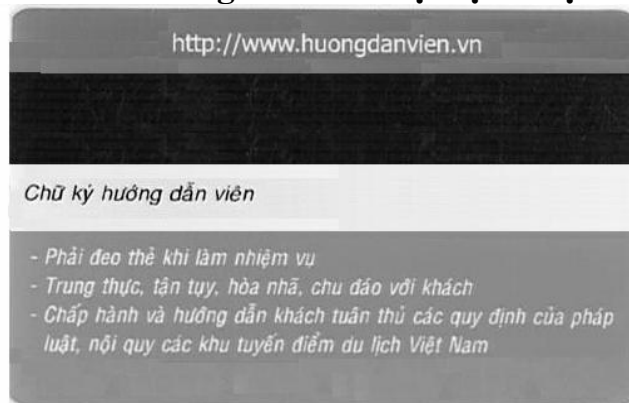 http://www.huongdanvien.vn
Chữ ký hướng dẫn viên
- Phải đeo thẻ khi làm nhiệm vụ
- Trung thực, tận tụy, hòa nhã, chu đáo với khách
- Chấp hành và hướng dẫn khách tuân thủ các quy định của pháp
luật, nội quy các khu tuyến điểm du lịch Việt Nam